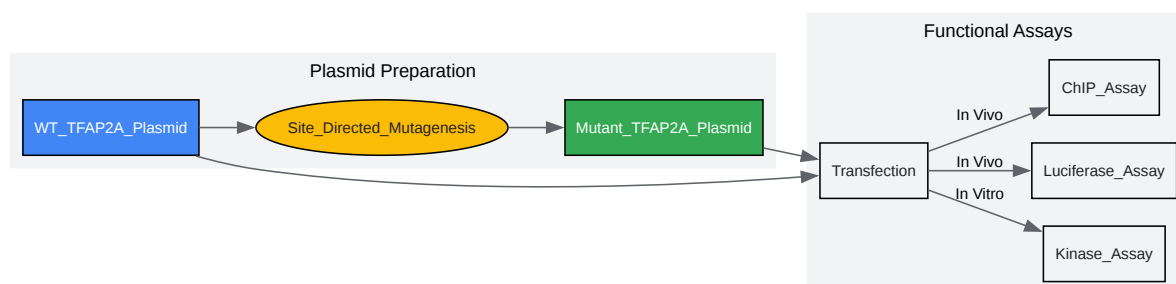 Functional Assays
Plasmid Preparation
WT_TFAP2A_Plasmid
Site_Directed_Mutagenesis
Mutant_TFAP2A_Plasmid
Transfection
In Vivo
ChIP_Assay
In Vivo
Luciferase_Assay
In Vitro
Kinase_Assay